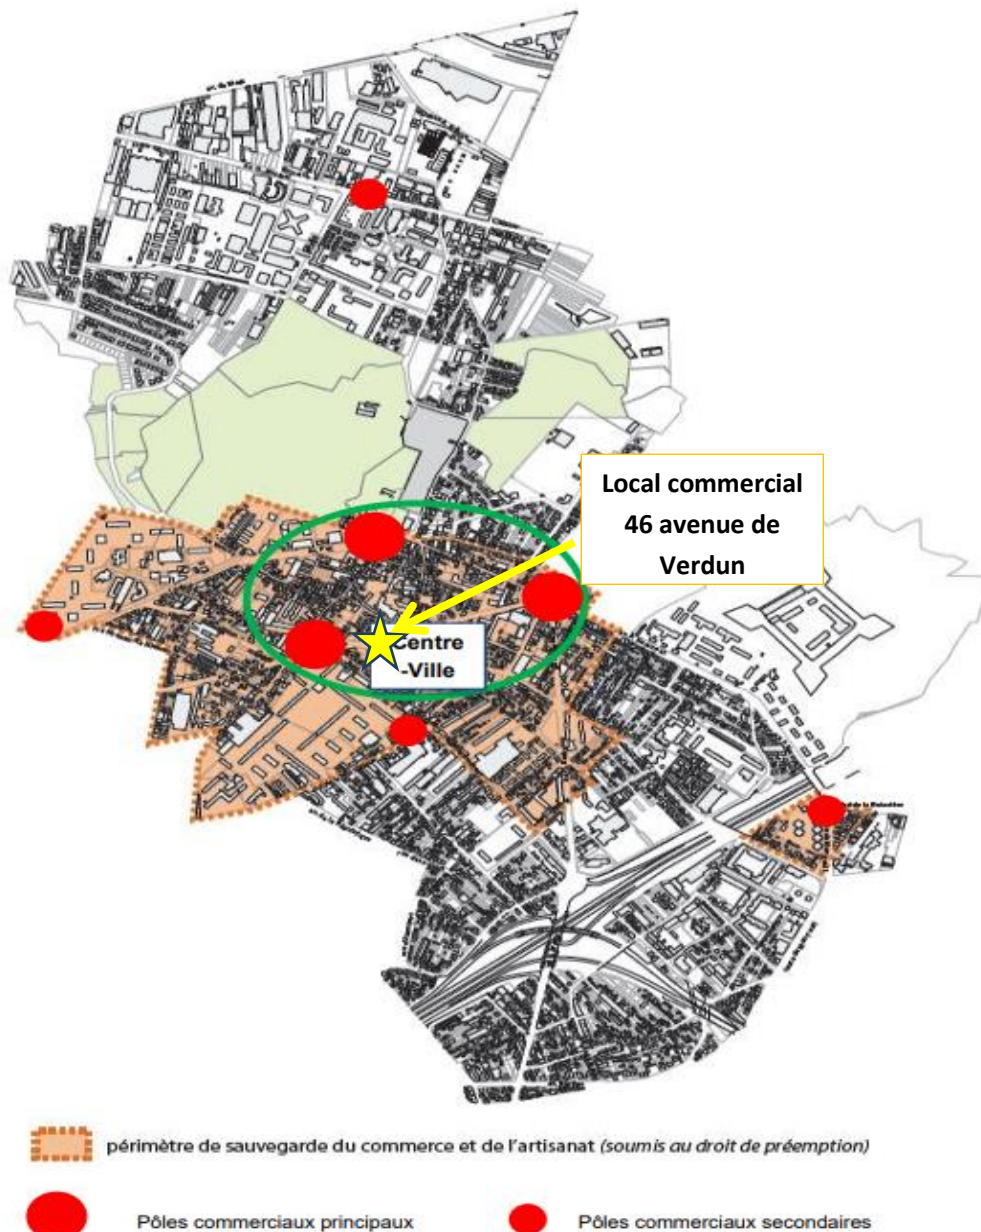 Local commercial
46 avenue de
Verdun
Centre
-Ville
périmètre de sauvegarde du commerce et de l'artisanat (soumis au droit de préemption)
Pôles commerciaux principaux
Pôles commerciaux secondaires